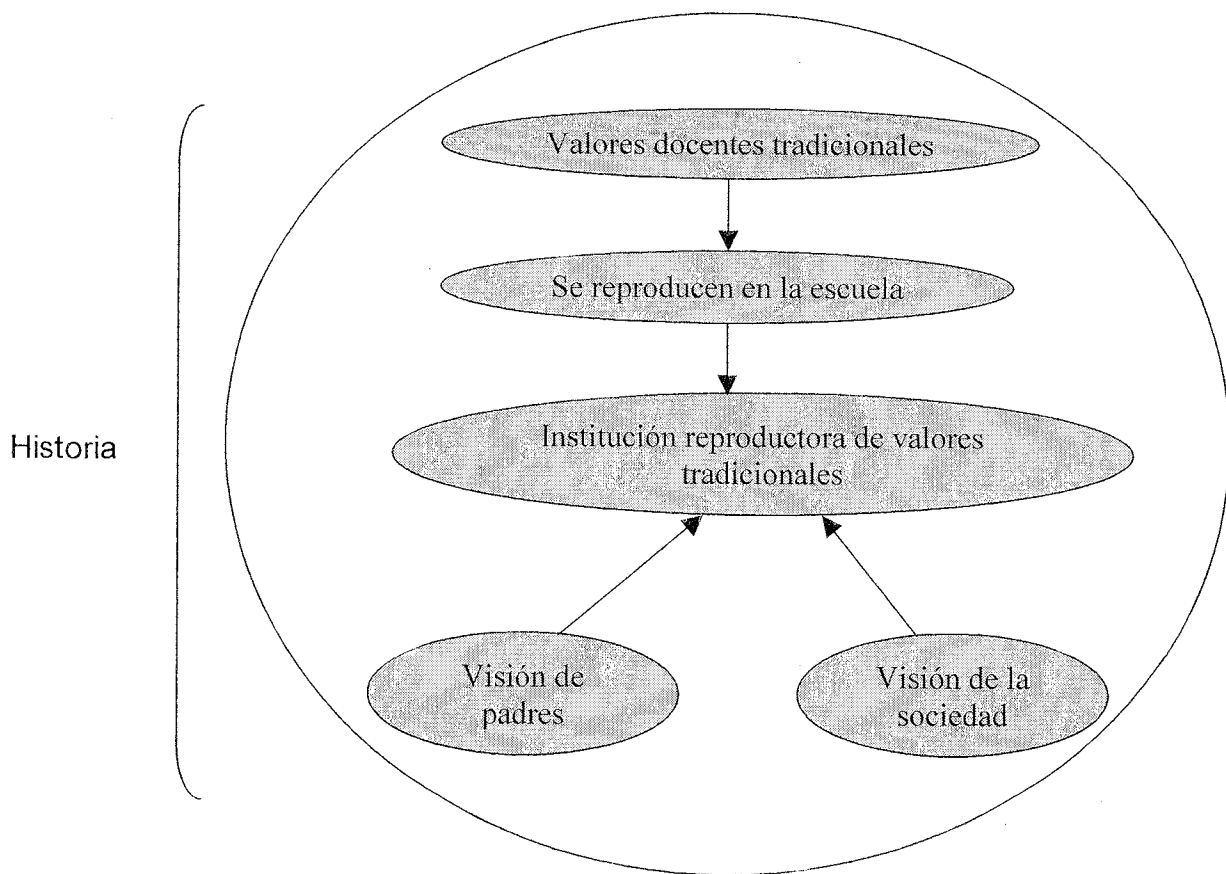 Valores docentes tradicionales
Se reproducen en la escuela
Historia
Institución reproductora de valores
tradicionales
Visión de
padres
Visión de la
sociedad